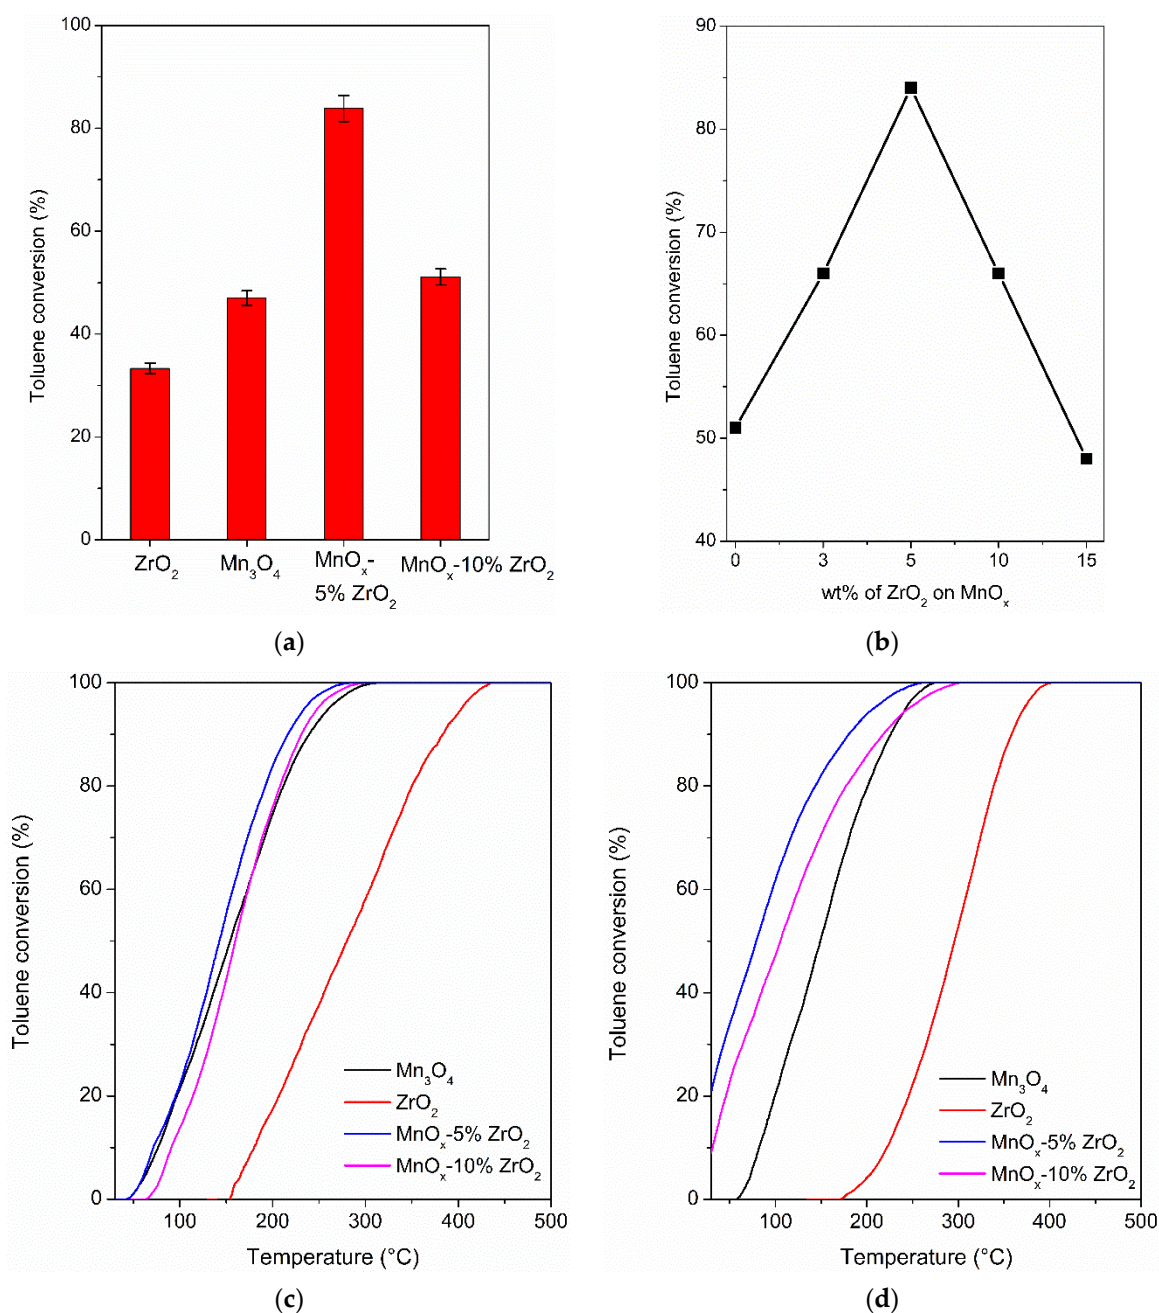 100
80
60
40
20
0
Toluene conversion (%)
ZrO₂
Mn₃O₄
MnOₓ-
5% ZrO₂
MnOₓ-10% ZrO₂
(a)
90
80
70
60
50
40
Toluene conversion (%)
0 3 5 10 15
wt% of ZrO₂ on MnOₓ
(b)
100
80
60
40
20
0
Toluene conversion (%)
Mn₃O₄
ZrO₂
MnOₓ-5% ZrO₂
MnOₓ-10% ZrO₂
100 200 300 400 500
Temperature (°C)
(c)
100
80
60
40
20
0
Toluene conversion (%)
Mn₃O₄
ZrO₂
MnOₓ-5% ZrO₂
MnOₓ-10% ZrO₂
100 200 300 400 500
Temperature (°C)
(d)